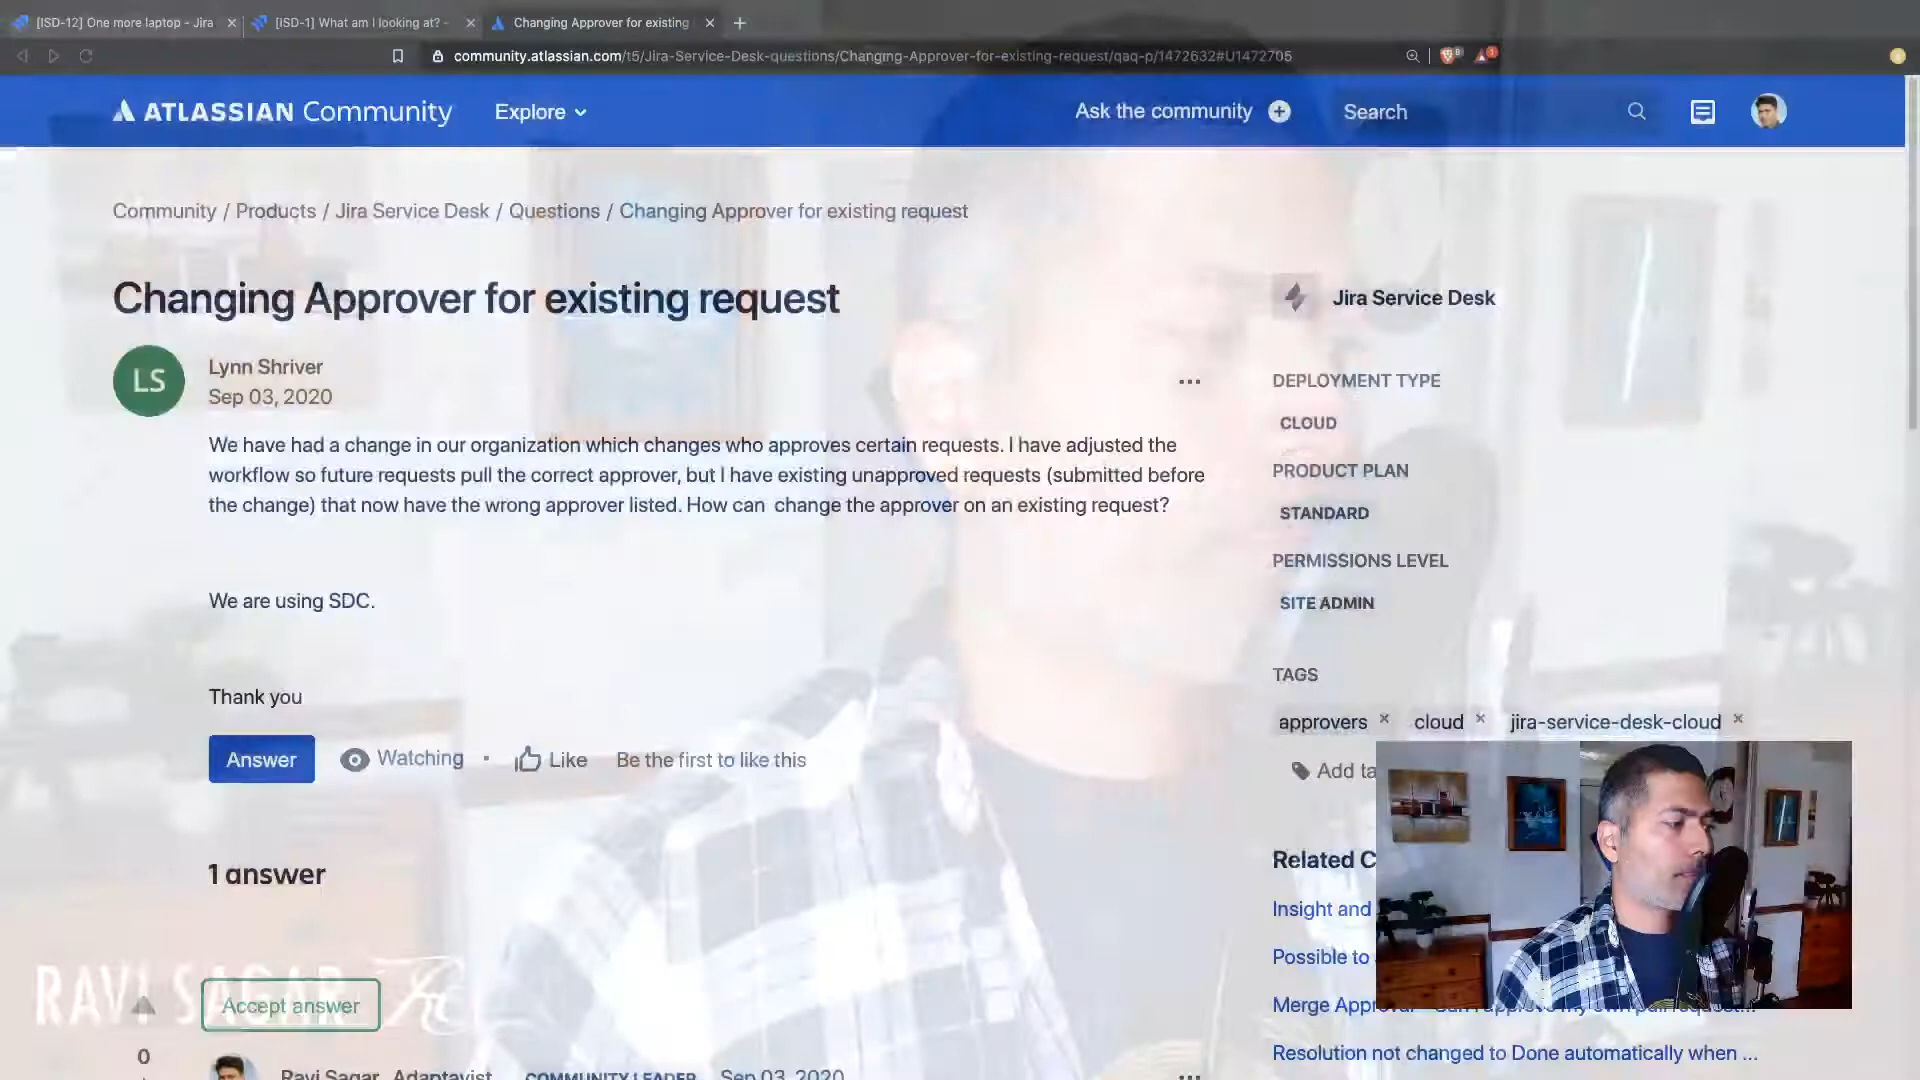 [ISD-12] One more laptop - Jira
[ISD-1] What am I looking at? -
Changing Approver for existing
community.atlassian.com/t5/Jira-Service-Desk-questions/Changing-Approver-for-existing-request/qaq-p/1472632#U1472705
8
1
ATLASSIAN Community
Explore
Ask the community
Search
Community / Products / Jira Service Desk / Questions / Changing Approver for existing request
Changing Approver for existing request
Jira Service Desk
LS
Lynn Shriver
Sep 03, 2020
DEPLOYMENT TYPE
CLOUD
We have had a change in our organization which changes who approves certain requests. I have adjusted the
workflow so future requests pull the correct approver, but I have existing unapproved requests (submitted before
the change) that now have the wrong approver listed. How can change the approver on an existing request?
PRODUCT PLAN
STANDARD
PERMISSIONS LEVEL
SITE ADMIN
We are using SDC.
TAGS
approvers × cloud × jira-service-desk-cloud ×
Add ta
Thank you
Answer
Watching
Like
Be the first to like this
1 answer
Related C
Insight and
Possible to
Merge Appr
Resolution not changed to Done automatically when ...
RAVI SAGAR
Accept answer
0
Ravi Sagar Adaptavist COMMUNITY LEADER Sep 03, 2020